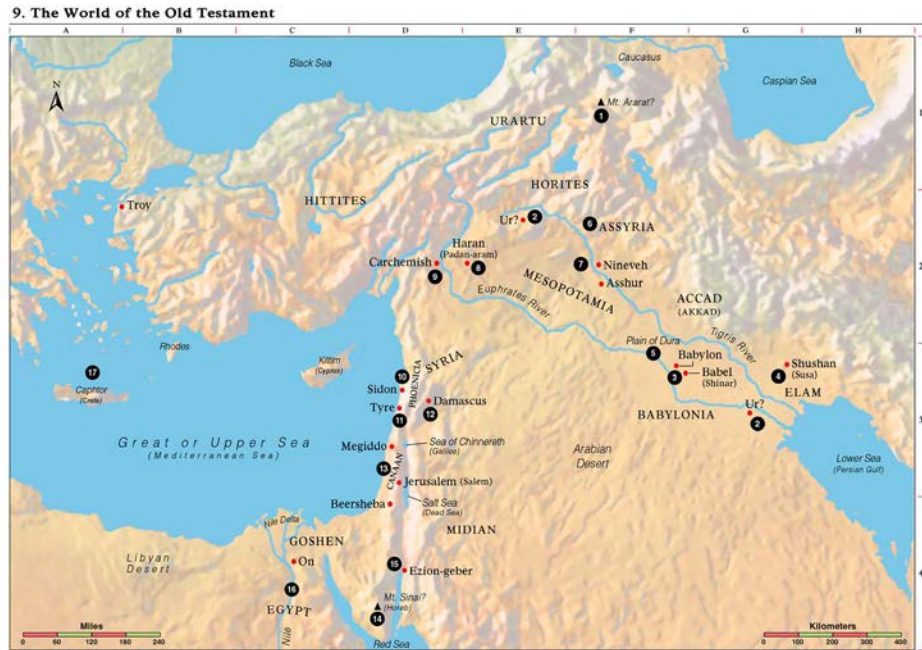 9. The World of the Old Testament
A B C D E F G H
Black Sea
Caucasus
Caspian Sea
N
Mt. Ararat?
1
1
URARTU
HITTITES
HORITES
Troy
Ur?
2
6
ASSYRIA
Haran
(Padan-aram)
Carchemish
8
9
7
Nineveh
Asshur
2
MESOPOTAMIA
Euphrates River
ACCAD
(AKKAD)
Tigris River
Rhodes
Kittim
(Cyprus)
17
Caphtor
(Crete)
SYRIA
PHOENICIA
Plain of Dura
5
Babylon
Babel
(Shinar)
3
Shushan
(Susa)
4
ELAM
10
Sidon
Tyre
11
Damascus
12
BABYLONIA
Ur?
2
3
Great or Upper Sea
(Mediterranean Sea)
Megiddo
Sea of Chinnereth
(Galilee)
13
CANAAN
Jerusalem (Salem)
Beersheba
Salt Sea
(Dead Sea)
Arabian
Desert
Lower Sea
(Persian Gulf)
MIDIAN
Nile Delta
GOSHEN
On
Libyan
Desert
15
Ezion-geber
4
16
EGYPT
Nile
Mt. Sinai?
(Horeb)
14
Red Sea
Miles
0 60 120 180 240
Kilometers
0 100 200 300 400